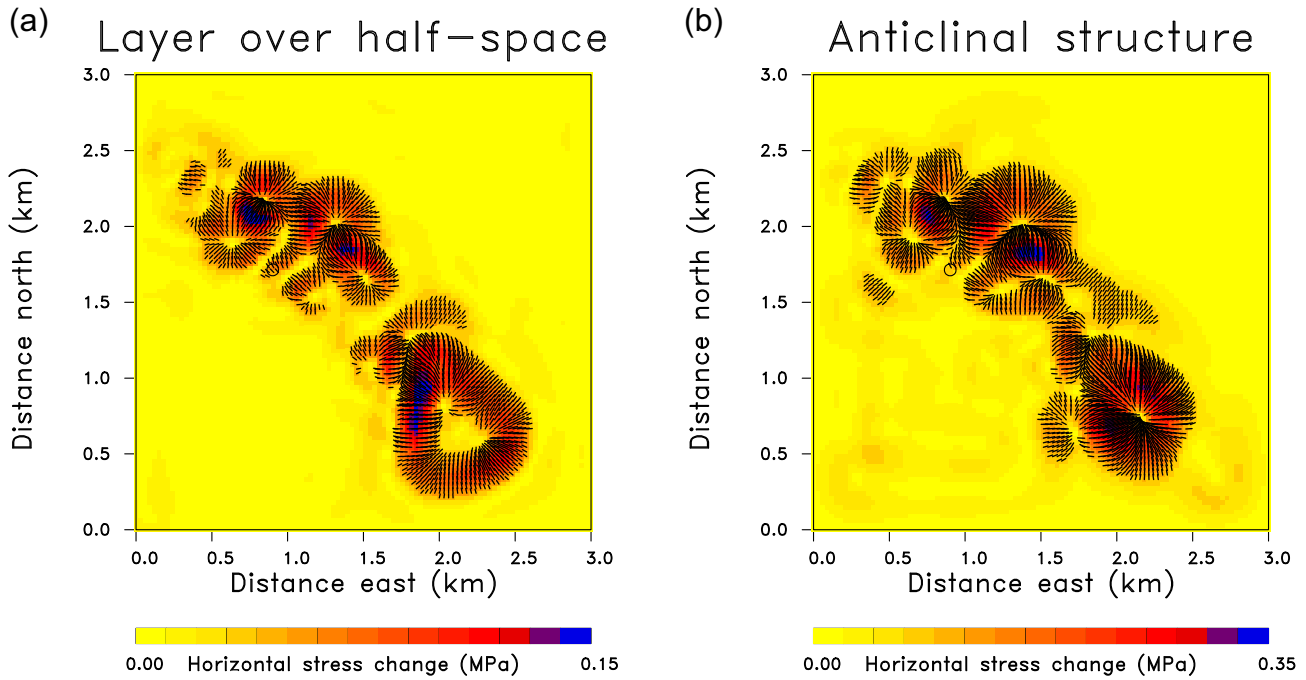 (a)
Layer over half-space
Distance north (km)
3.0
2.5
2.0
1.5
1.0
0.5
0.0
0.0 0.5 1.0 1.5 2.0 2.5 3.0
Distance east (km)
0.00 Horizontal stress change (MPa) 0.15
(b)
Anticlinal structure
Distance north (km)
3.0
2.5
2.0
1.5
1.0
0.5
0.0
0.0 0.5 1.0 1.5 2.0 2.5 3.0
Distance east (km)
0.00 Horizontal stress change (MPa) 0.35